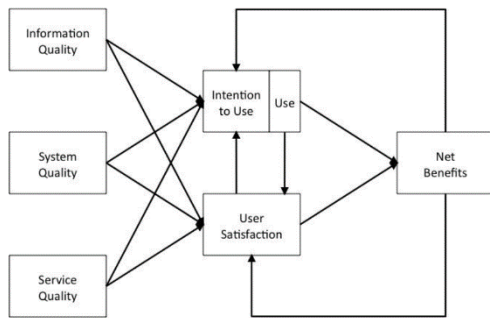 Information
Quality
Intention
to Use
Use
System
Quality
Net
Benefits
User
Satisfaction
Service
Quality